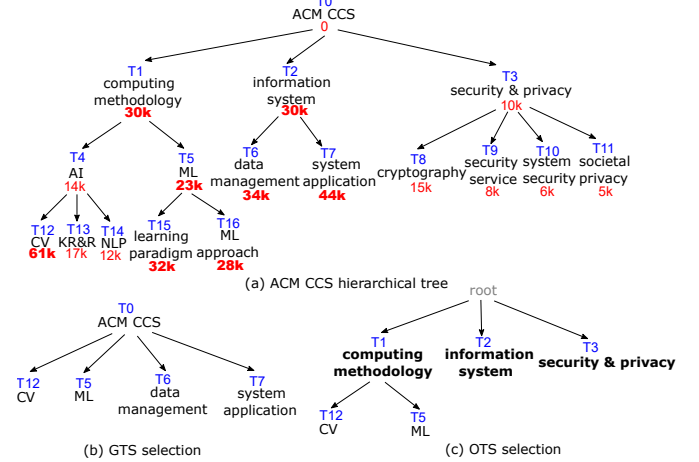 T0
ACM CCS
0
T1
computing
methodology
30k
T2
information
system
30k
T3
security & privacy
10k
T4
AI
14k
T5
ML
23k
T6
data
management
34k
T7
system
application
44k
T8
cryptography
15k
T9
security
service
8k
T10
system
security
6k
T11
societal
privacy
5k
T12
CV
61k
T13
KR&R
17k
T14
NLP
12k
T15
learning
paradigm
32k
T16
ML
approach
28k
(a) ACM CCS hierarchical tree
T0
ACM CCS
T12
CV
T5
ML
T6
data
management
T7
system
application
(b) GTS selection
root
T1
computing
methodology
T2
information
system
T3
security & privacy
T12
CV
T5
ML
(c) OTS selection